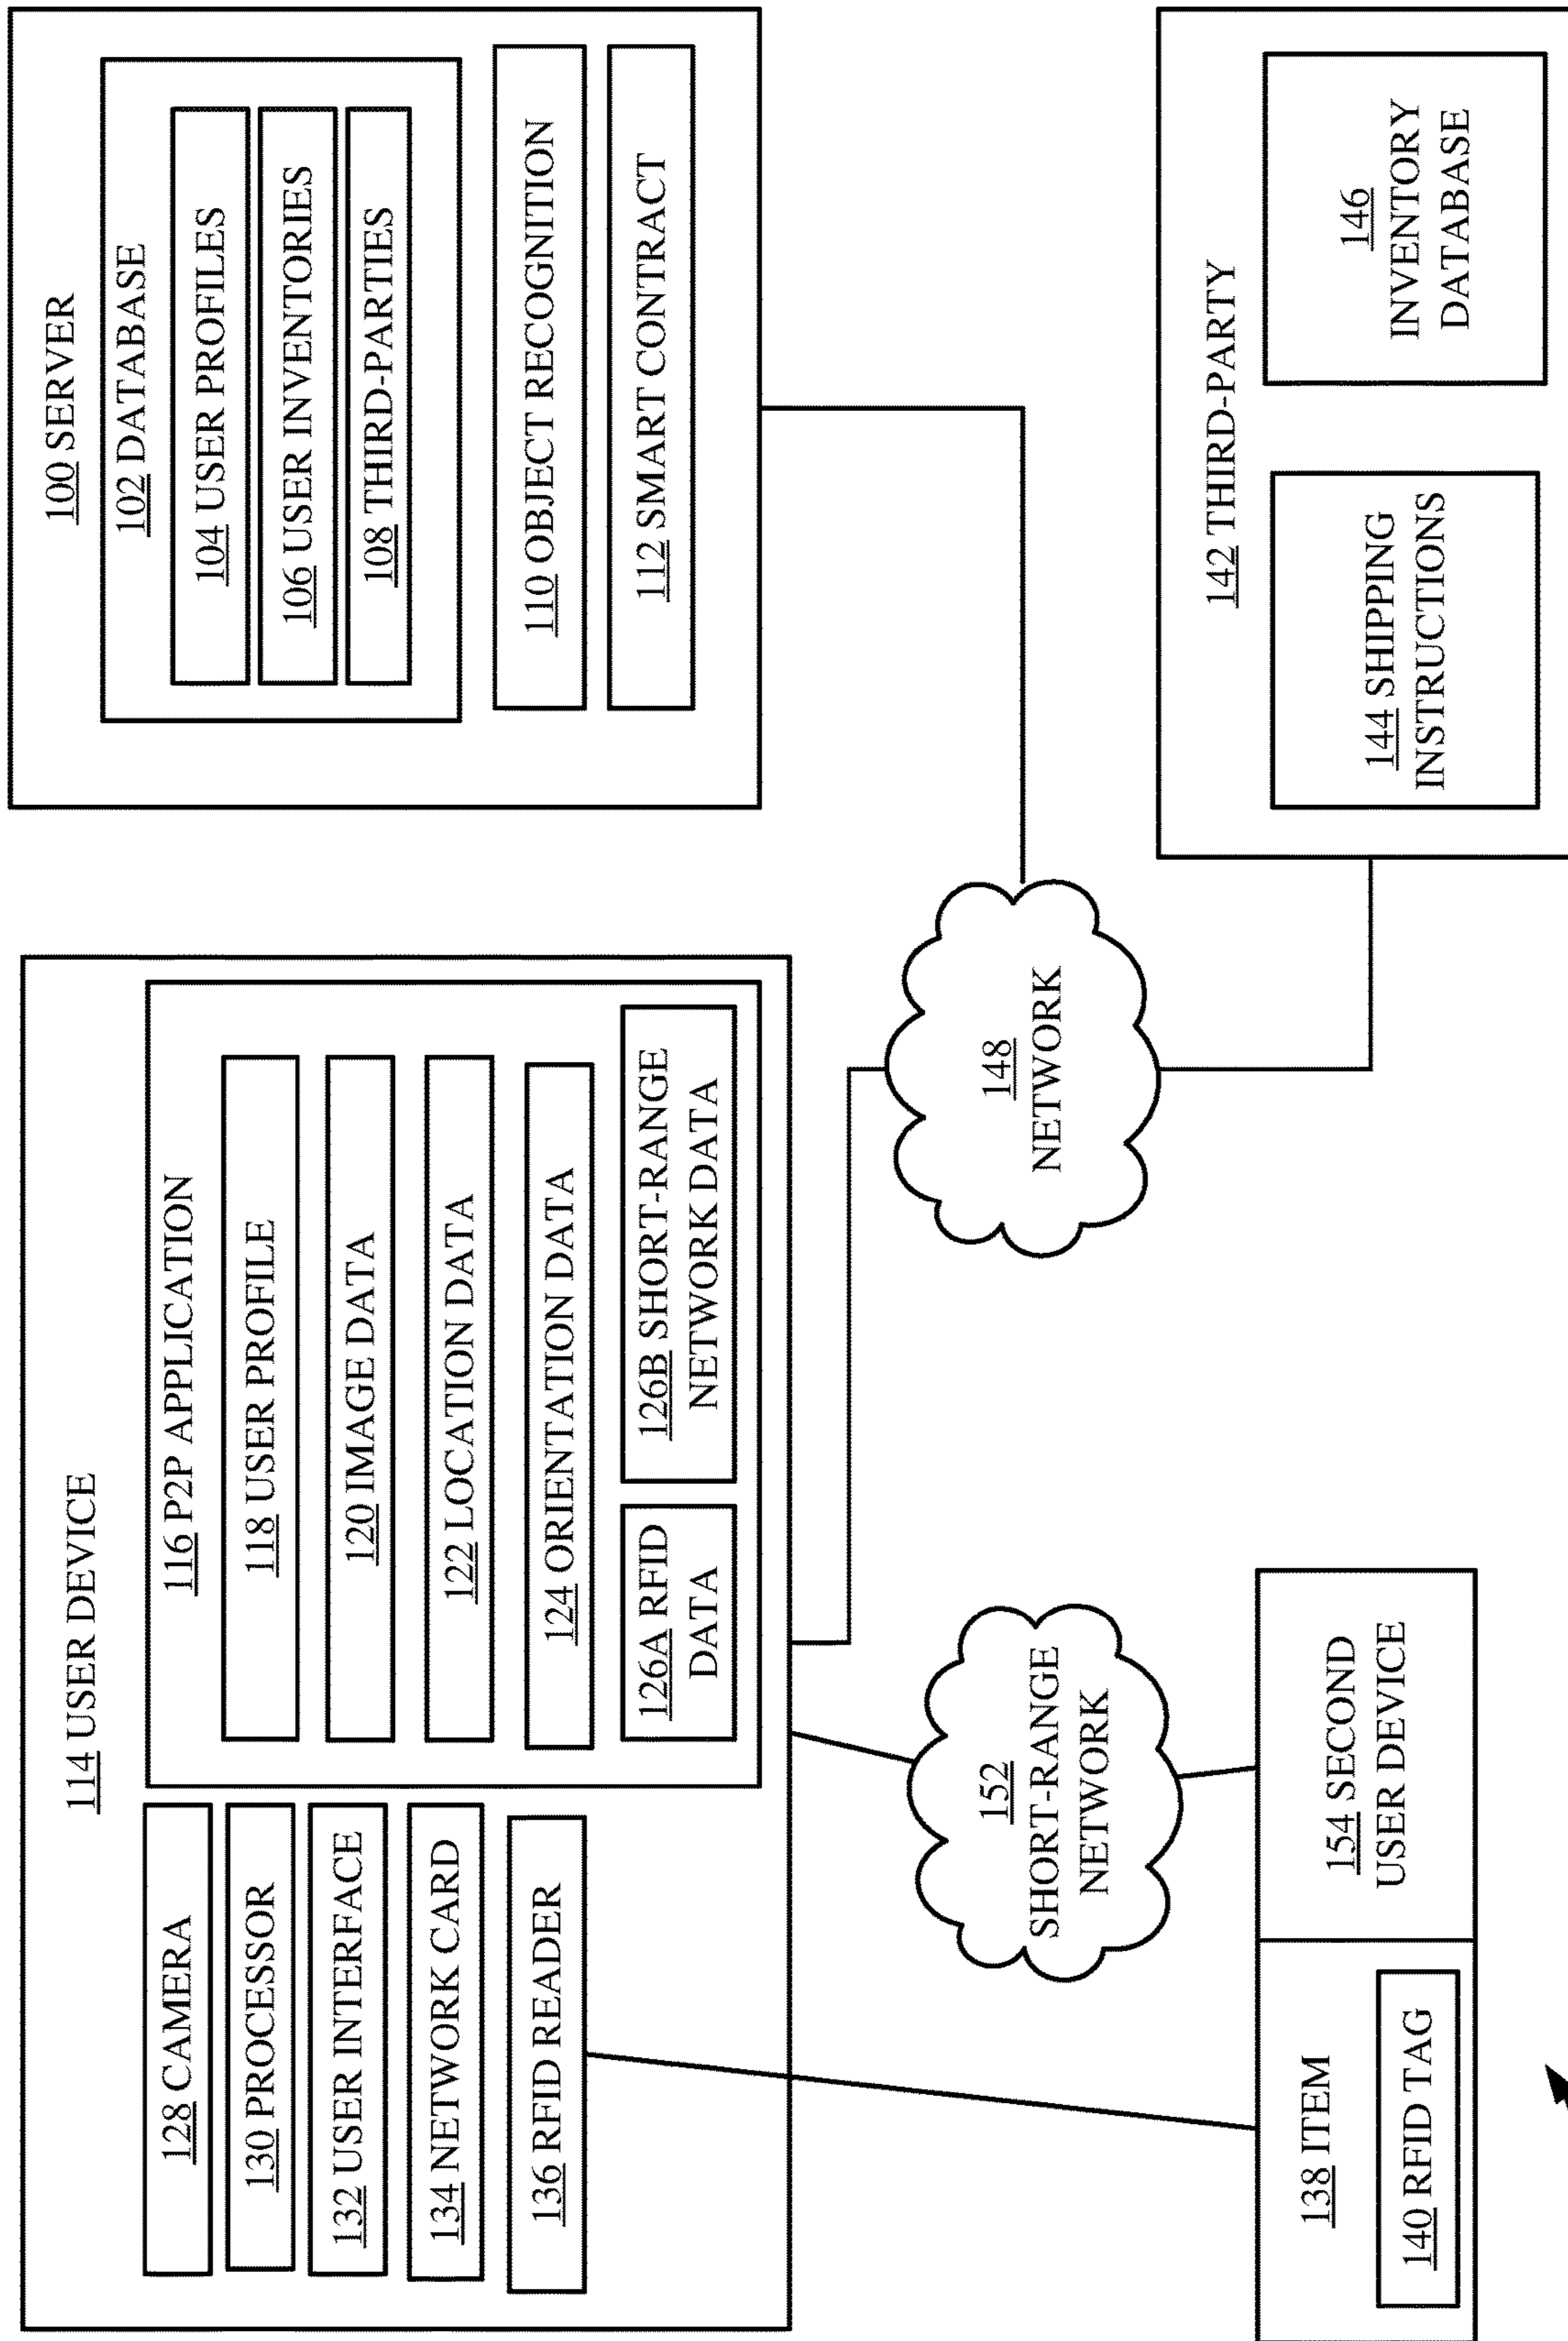 114 USER DEVICE
128 CAMERA
130 PROCESSOR
132 USER INTERFACE
134 NETWORK CARD
136 RFID READER
116 P2P APPLICATION
118 USER PROFILE
120 IMAGE DATA
122 LOCATION DATA
124 ORIENTATION DATA
126A RFID
DATA
126B SHORT-RANGE
NETWORK DATA
100 SERVER
102 DATABASE
104 USER PROFILES
106 USER INVENTORIES
108 THIRD-PARTIES
110 OBJECT RECOGNITION
112 SMART CONTRACT
152
SHORT-RANGE
NETWORK
148
NETWORK
138 ITEM
140 RFID TAG
154 SECOND
USER DEVICE
142 THIRD-PARTY
144 SHIPPING
INSTRUCTIONS
146
INVENTORY
DATABASE